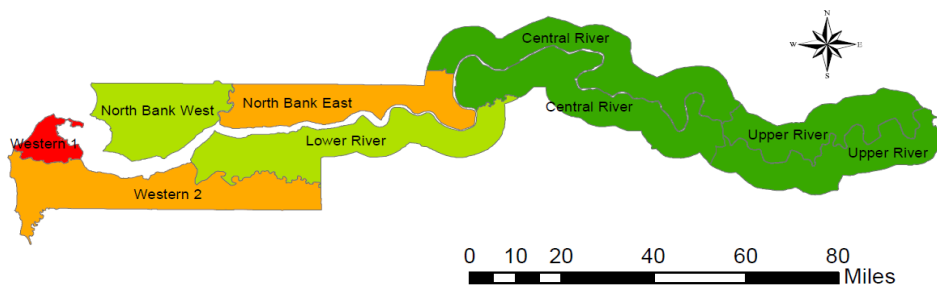 Central River
N
W E
S
North Bank West
North Bank East
Central River
Western 1
Lower River
Upper River
Upper River
Western 2
0 10 20 40 60 80
Miles